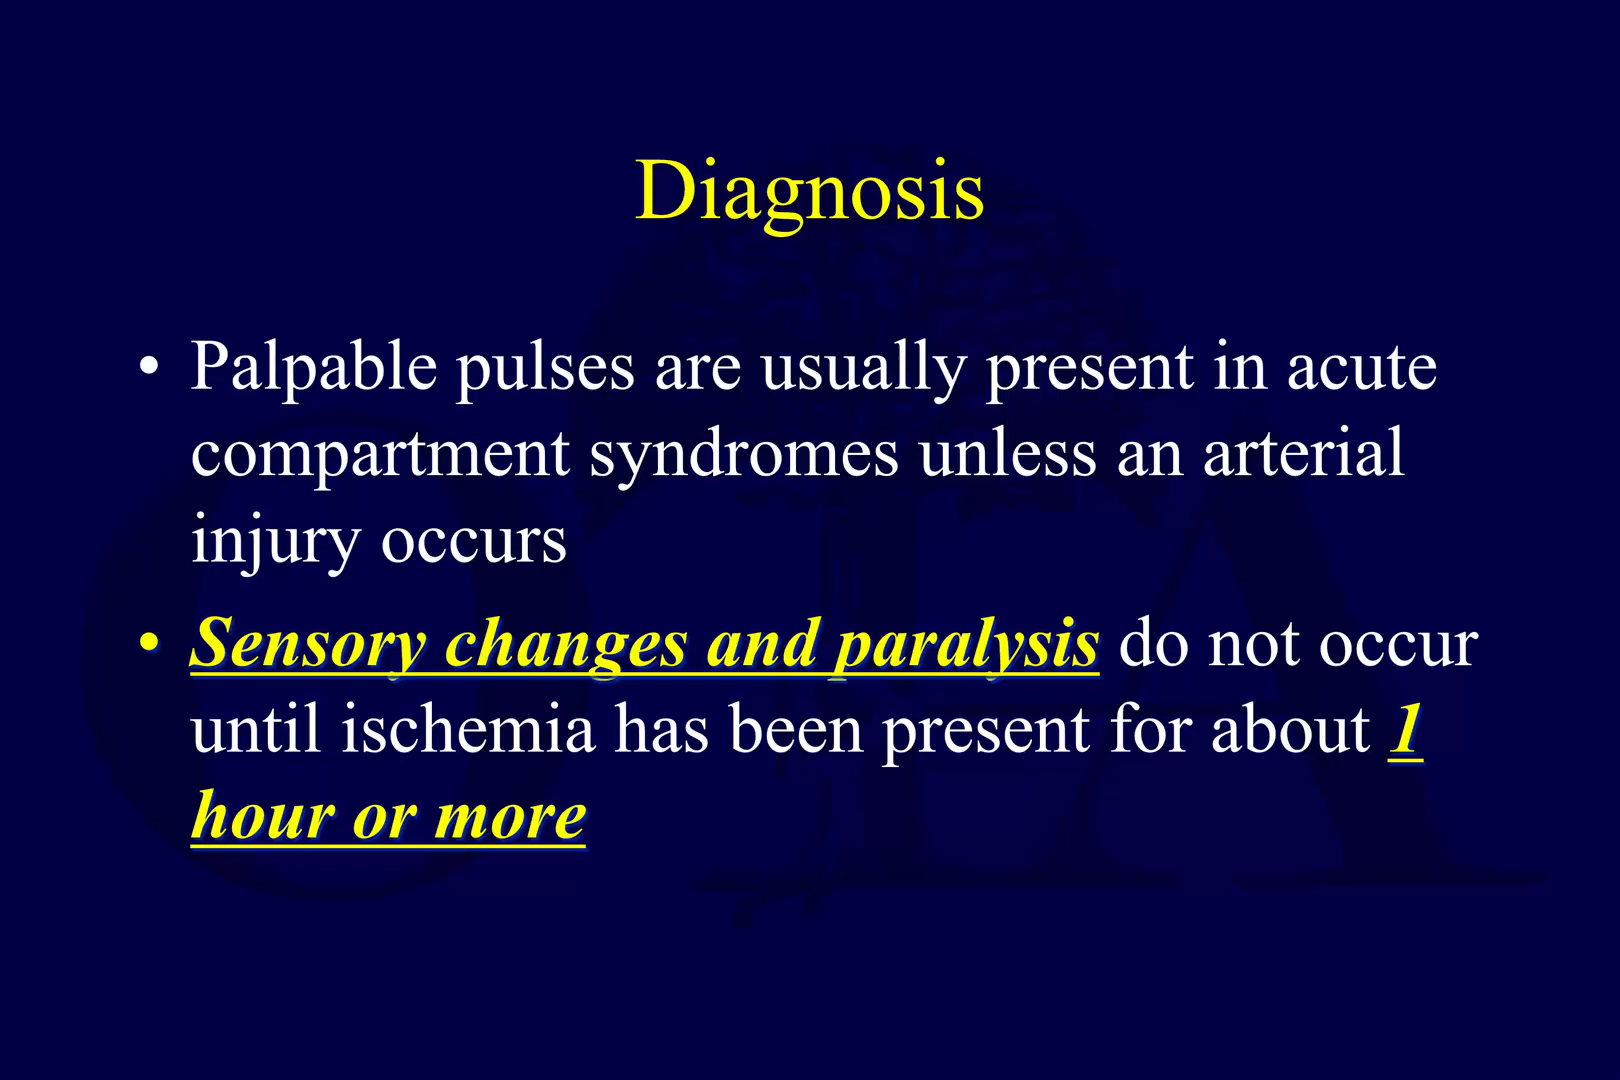 Diagnosis
• Palpable pulses are usually present in acute
compartment syndromes unless an arterial
injury occurs
• Sensory changes and paralysis do not occur
until ischemia has been present for about 1
hour or more
OTA